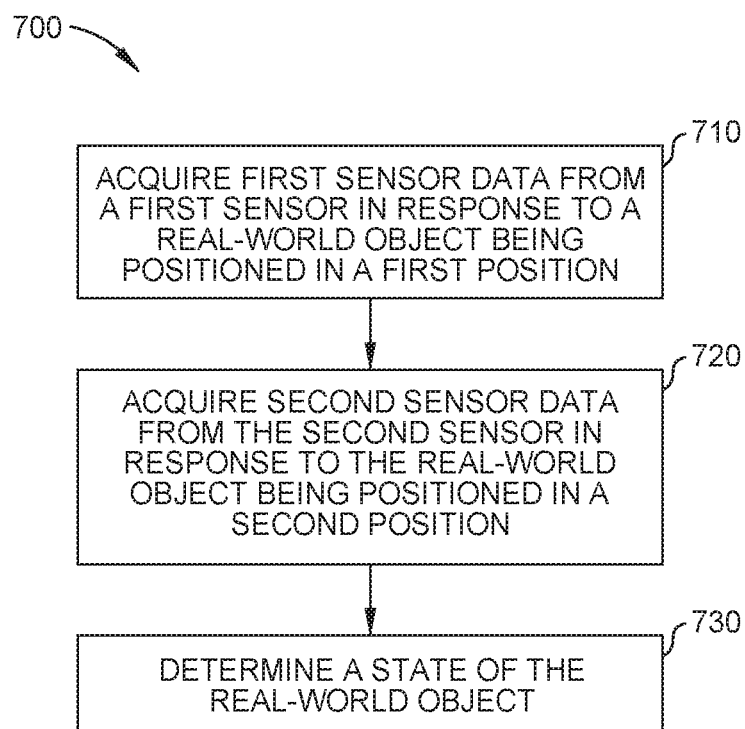 700
710
ACQUIRE FIRST SENSOR DATA FROM
A FIRST SENSOR IN RESPONSE TO A
REAL-WORLD OBJECT BEING
POSITIONED IN A FIRST POSITION
720
ACQUIRE SECOND SENSOR DATA
FROM THE SECOND SENSOR IN
RESPONSE TO THE REAL-WORLD
OBJECT BEING POSITIONED IN A
SECOND POSITION
730
DETERMINE A STATE OF THE
REAL-WORLD OBJECT